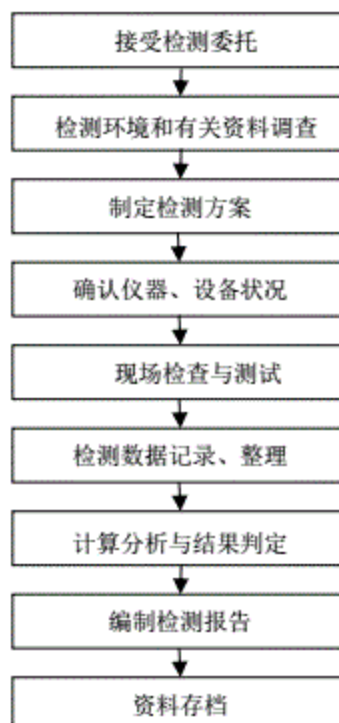 接受检测委托
检测环境和有关资料调查
制定检测方案
确认仪器、设备状况
现场检查与测试
检测数据记录、整理
计算分析与结果判定
编制检测报告
资料存档